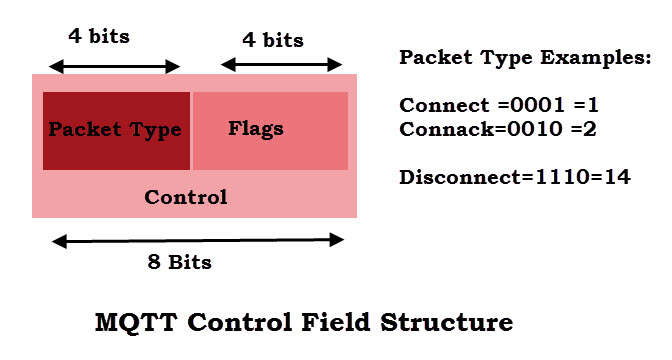 4 bits
4 bits
Packet Type Examples:
Packet Type
Flags
Connect =0001 =1
Connack=0010 =2
Disconnect=1110=14
Control
8 Bits
MQTT Control Field Structure